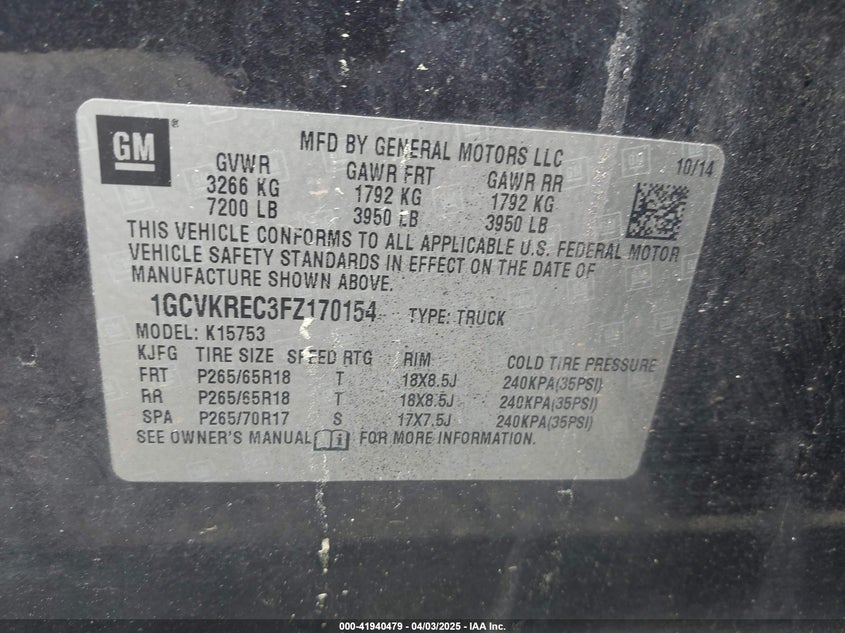 GM ®
MFD BY GENERAL MOTORS LLC
10/14
GVWR GAWR FRT GAWR RR
3266 KG 1792 KG 1792 KG
7200 LB 3950 LB 3950 LB
THIS VEHICLE CONFORMS TO ALL APPLICABLE U.S. FEDERAL MOTOR
VEHICLE SAFETY STANDARDS IN EFFECT ON THE DATE OF
MANUFACTURE SHOWN ABOVE.
1GCVKREC3FZ170154 TYPE: TRUCK
MODEL: K15753
KJFG TIRE SIZE SPEED RTG RIM COLD TIRE PRESSURE
FRT P265/65R18 T 18X8.5J 240KPA(35PSI)
RR P265/65R18 T 18X8.5J 240KPA(35PSI)
SPA P265/70R17 S 17X7.5J 240KPA(35PSI)
SEE OWNER'S MANUAL FOR MORE INFORMATION.
000-41940479 - 04/03/2025 - IAA Inc.